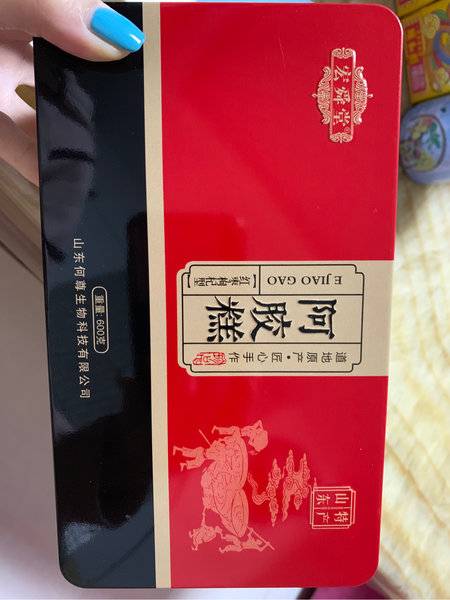 宏舜堂
阿胶糕
E JIAO GAO
【红枣枸杞型】
道地原产·匠心手作
山东
特产
重量:600克
山东何尊生物科技有限公司